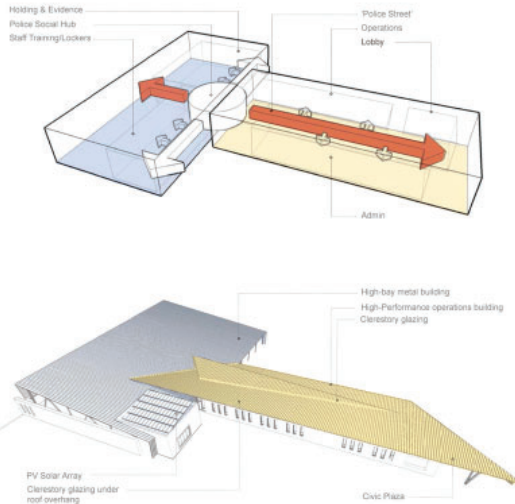 Holding & Evidence
Police Social Hub
Staff Training/Lockers
'Police Street'
Operations
Lobby
Admin
High-bay metal building
High-Performance operations building
Clerestory glazing
PV Solar Array
Clerestory glazing under
roof overhang
Civic Plaza